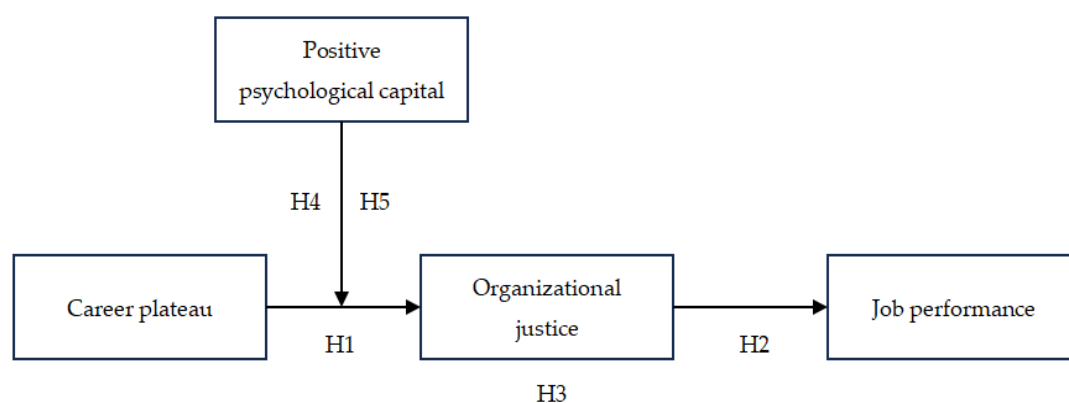 Positive
psychological capital
H4
H5
Career plateau
Organizational
justice
Job performance
H1
H2
H3